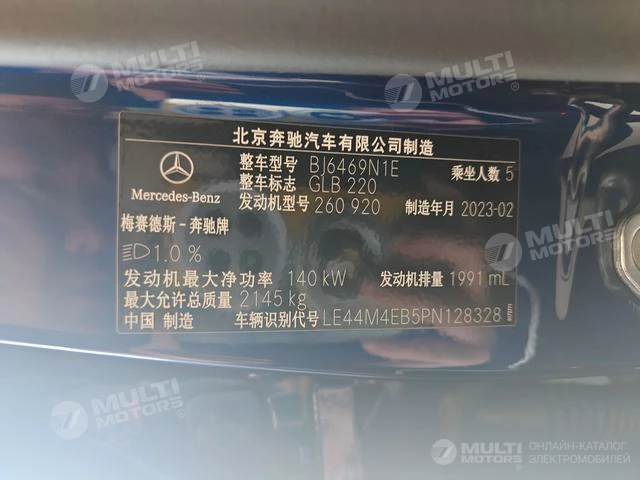 MULTI
MOTORS®
MULTI
MOTORS®
北京奔驰汽车有限公司制造
整车型号 BJ6469N1E 乘坐人数 5
整车标志 GLB 220
Mercedes-Benz
发动机型号 260 920 制造年月 2023-02
梅赛德斯-奔驰牌
1.0 %
发动机最大净功率 140 kW 发动机排量 1991 mL
最大允许总质量 2145 kg
中国 制造 车辆识别代号 LE44M4EB5PN128328
MULTI
MOTORS®
MULTI
MOTORS®
MULTI
MOTORS®
ОНЛАЙН-КАТАЛОГ
ЭЛЕКТРОМОБИЛЕЙ